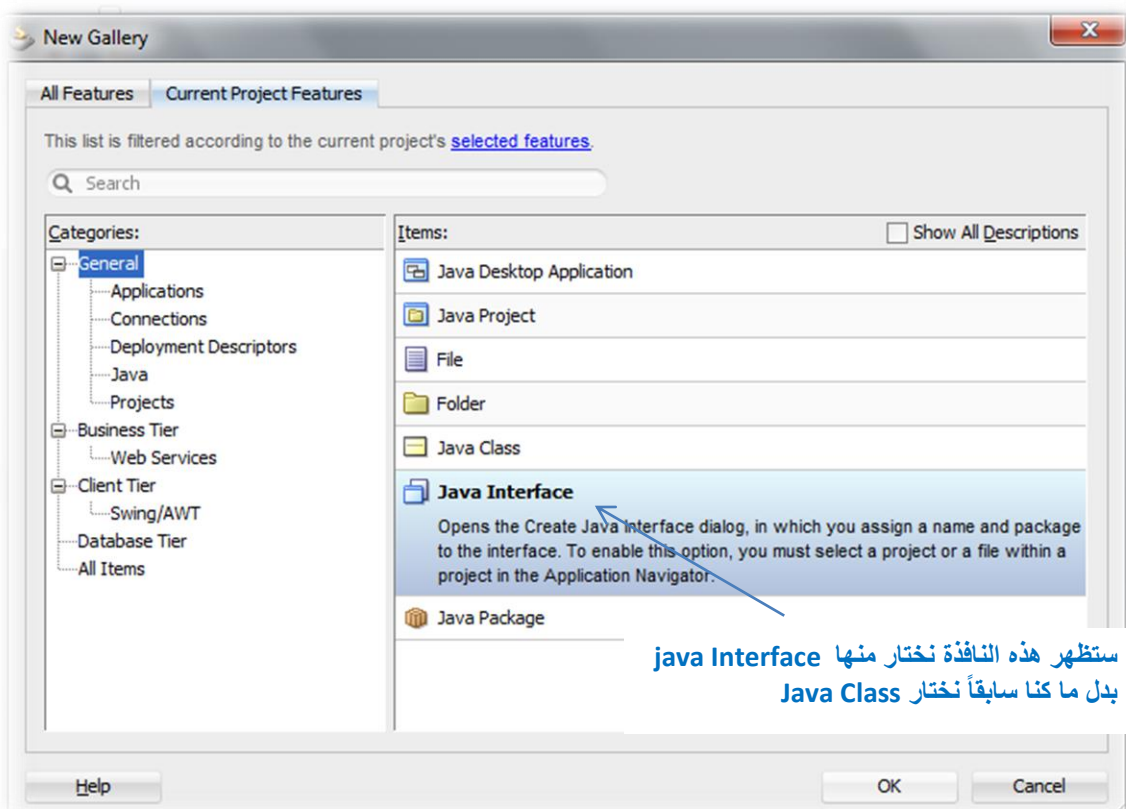 New Gallery
All Features
Current Project Features
This list is filtered according to the current project's selected features.
Search
Categories:
General
Applications
Connections
Deployment Descriptors
Java
Projects
Business Tier
Web Services
Client Tier
Swing/AWT
Database Tier
All Items
Items:
Show All Descriptions
Java Desktop Application
Java Project
File
Folder
Java Class
Java Interface
Opens the Create Java Interface dialog, in which you assign a name and package
to the interface. To enable this option, you must select a project or a file within a
project in the Application Navigator.
Java Package
ستظهر هذه النافذة نختار منها java Interface
بدل ما كنا سابقاً نختار Java Class
Help
OK
Cancel